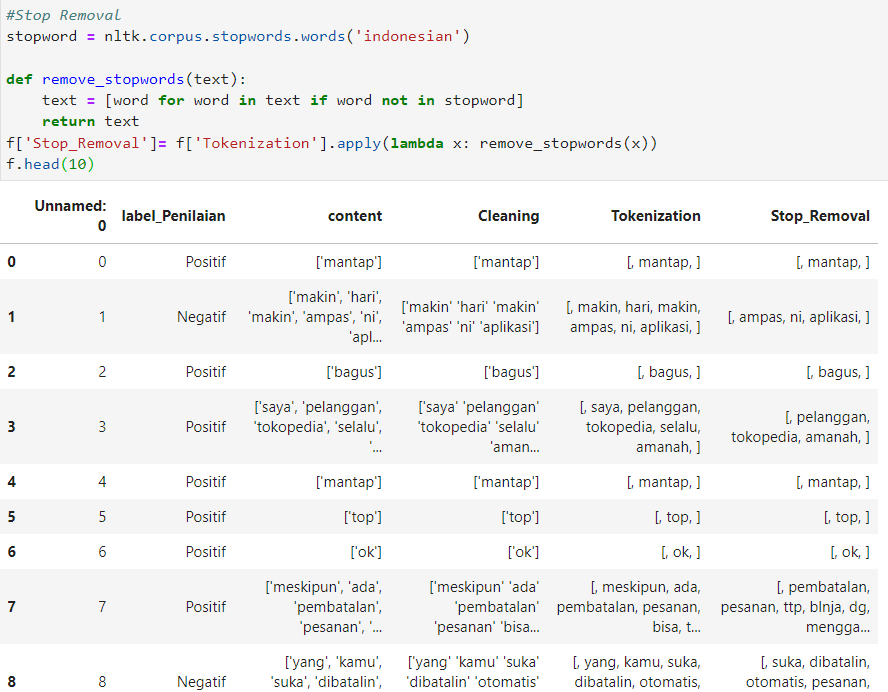 #Stop Removal
stopword = nltk.corpus.stopwords.words('indonesian')
def remove_stopwords(text):
    text = [word for word in text if word not in stopword]
    return text
f['Stop_Removal']= f['Tokenization'].apply(lambda x: remove_stopwords(x))
f.head(10)
Unnamed: 0 label_Penilaian content Cleaning Tokenization Stop_Removal
0 0 Positif ['mantap'] ['mantap'] [, mantap, ] [, mantap, ]
1 1 Negatif ['makin', 'hari', 'makin', 'ampas', 'ni', 'apl... ['makin' 'hari' 'makin' 'ampas' 'ni' 'aplikasi'] [, makin, hari, makin, ampas, ni, aplikasi, ] [, ampas, ni, aplikasi, ]
2 2 Positif ['bagus'] ['bagus'] [, bagus, ] [, bagus, ]
3 3 Positif ['saya', 'pelanggan', 'tokopedia', 'selalu', '... ['saya' 'pelanggan' 'tokopedia' 'selalu' 'aman... [, saya, pelanggan, tokopedia, selalu, amanah, ] [, pelanggan, tokopedia, amanah, ]
4 4 Positif ['mantap'] ['mantap'] [, mantap, ] [, mantap, ]
5 5 Positif ['top'] ['top'] [, top, ] [, top, ]
6 6 Positif ['ok'] ['ok'] [, ok, ] [, ok, ]
7 7 Positif ['meskipun', 'ada', 'pembatalan', 'pesanan', '... ['meskipun' 'ada' 'pembatalan' 'pesanan' 'bisa... [, meskipun, ada, pembatalan, pesanan, bisa, t... [, pembatalan, pesanan, ttp, blnja, dg, mengga...
8 8 Negatif ['yang', 'kamu', 'suka', 'dibatalin', ['yang' 'kamu' 'suka' 'dibatalin' 'otomatis' [, yang, kamu, suka, dibatalin, otomatis, [, suka, dibatalin, otomatis, pesanan,